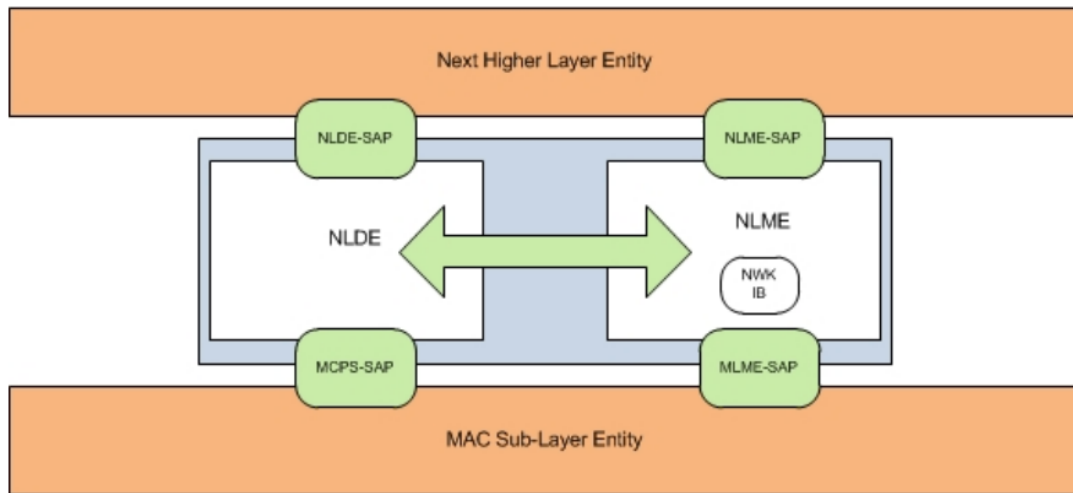 Next Higher Layer Entity
NLDE-SAP
NLME-SAP
NLDE
NLME
NWK
IB
MCPS-SAP
MLME-SAP
MAC Sub-Layer Entity